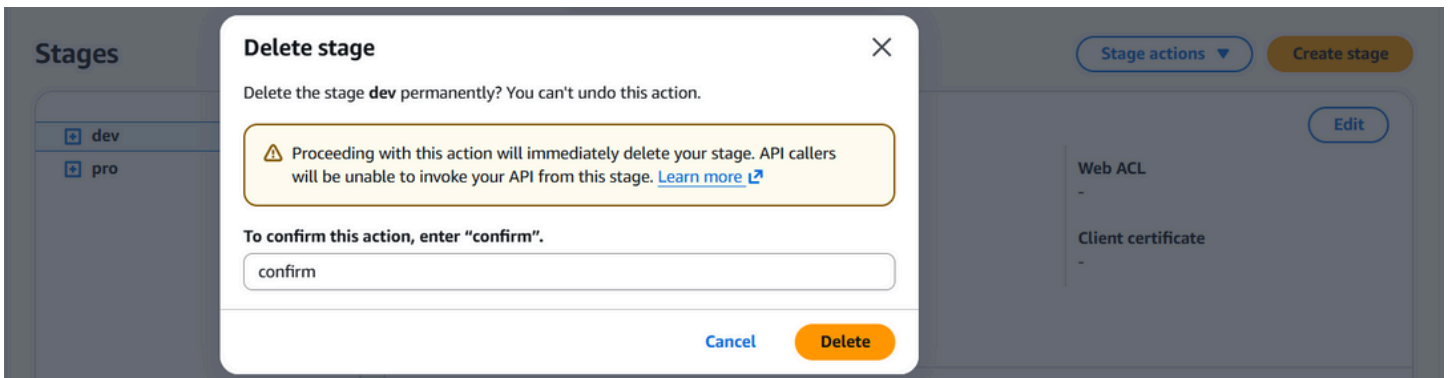 Stages
Stage actions
Create stage
dev
pro
Edit
Web ACL
-
Client certificate
-
Delete stage
Delete the stage dev permanently? You can't undo this action.
Proceeding with this action will immediately delete your stage. API callers
will be unable to invoke your API from this stage. Learn more
To confirm this action, enter “confirm”.
confirm
Cancel
Delete